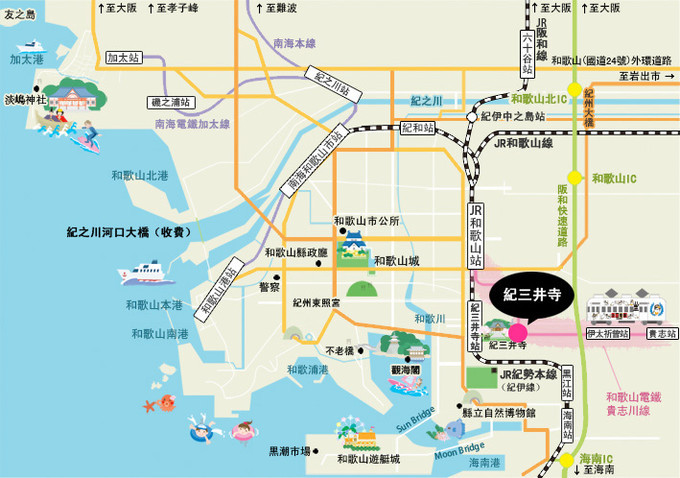 ↑至大阪
↑至孝子峰
↑至難波
↑至大阪
↑至大阪
友之島
加太港
加太站
南海本線
JR阪和線
六十谷站
和歌山(國道24號)外環道路
至岩出市→
淡嶋神社
磯之浦站
紀之川站
紀之川
和歌山北IC
紀州大橋
南海電鐵加太線
紀和站
紀伊中之島站
JR和歌山線
南海和歌山市站
和歌山北港
和歌山IC
阪和快速道路
紀之川河口大橋（收費）
和歌山市公所
JR和歌山站
和歌山縣政廳
和歌山城
和歌山港站
警察
紀三井寺
和歌山本港
紀州東照宮
和歌川
紀三井寺站
紀三井寺
伊太祈曾站
貴志站
和歌山南港
不老橋
觀海閣
和歌浦港
JR紀勢本線
（紀伊線）
黑江站
和歌山電鐵
貴志川線
Sun Bridge
縣立自然博物館
海南站
黑潮市場
和歌山遊艇城
Moon Bridge
海南港
海南IC
↓至海南